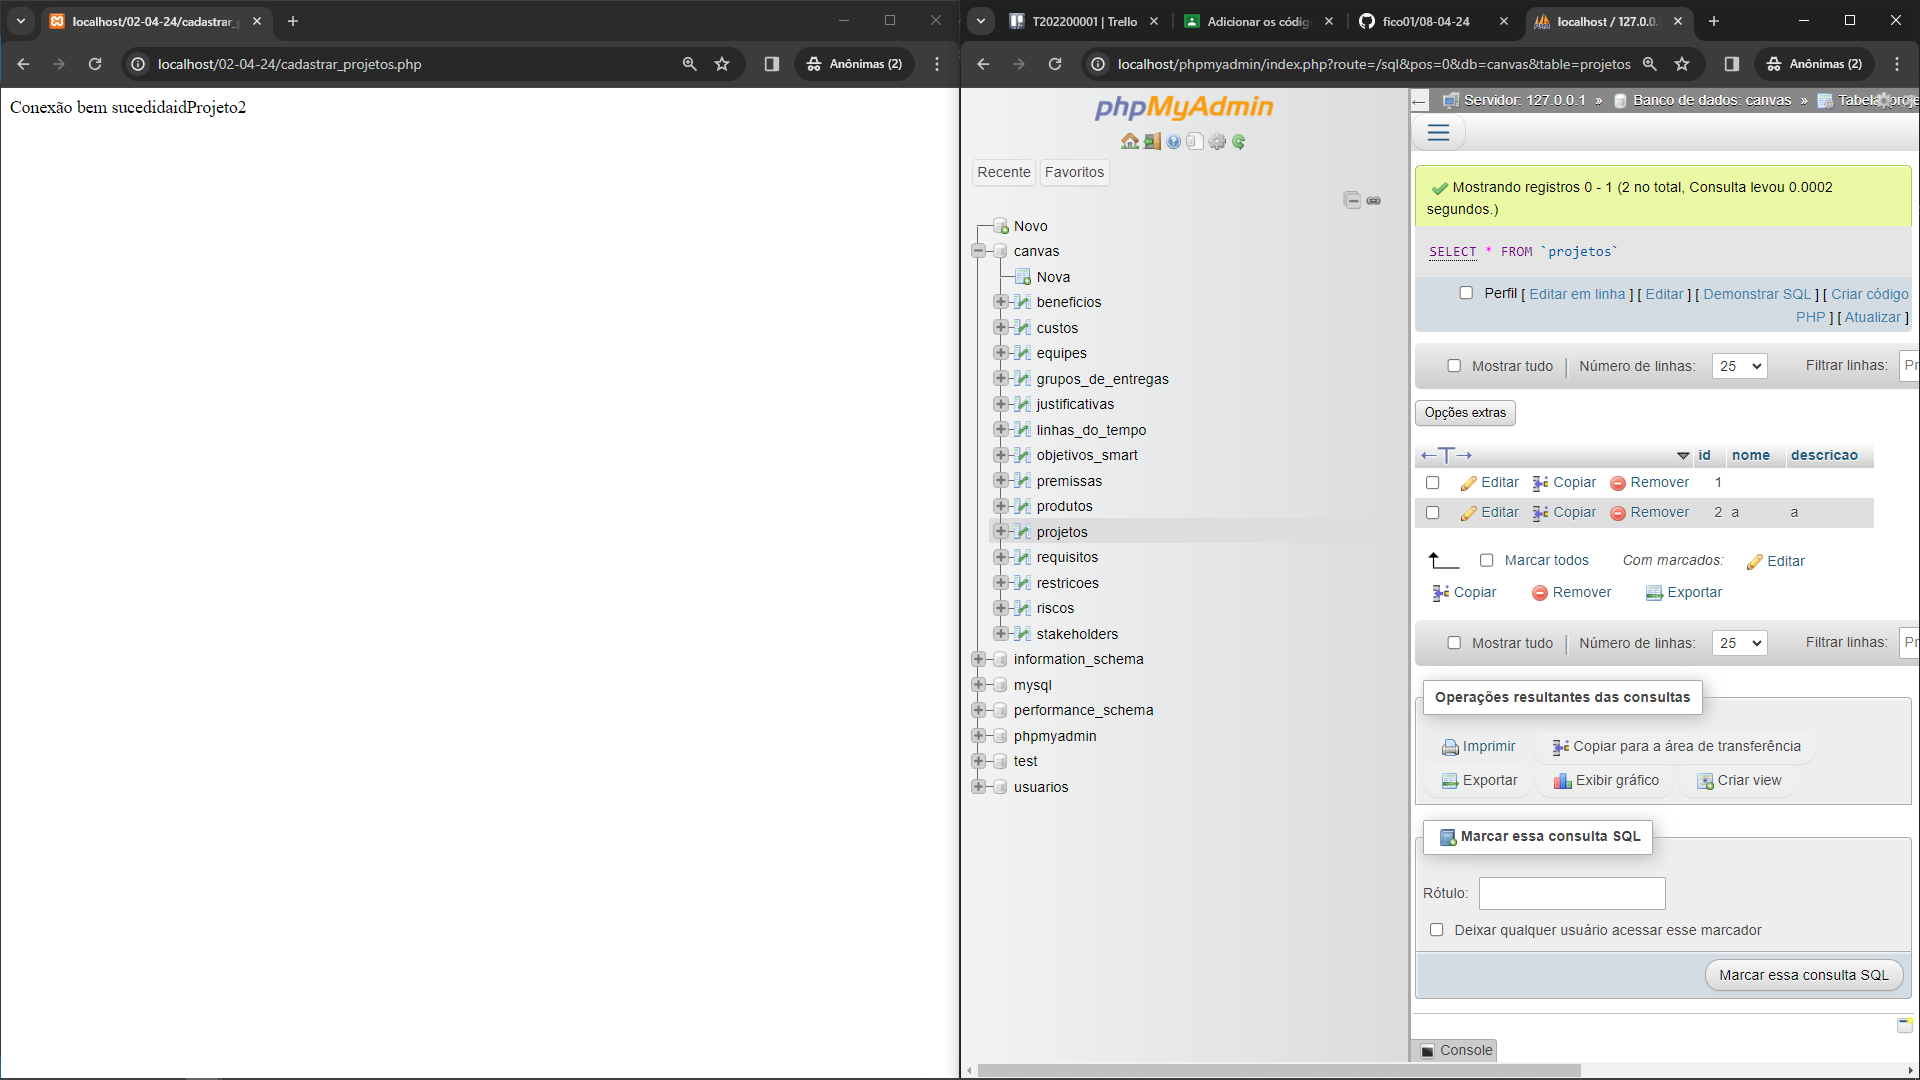 localhost/02-04-24/cadastrar_
localhost/02-04-24/cadastrar_projetos.php
Anônimas (2)
Conexão bem sucedidaidProjeto2
T202200001 | Trello
Adicionar os códig
fico01/08-04-24
localhost / 127.0.0.
localhost/phpmyadmin/index.php?route=/sql&pos=0&db=canvas&table=projetos
Anônimas (2)
phpMyAdmin
Recente
Favoritos
Novo
canvas
Nova
beneficios
custos
equipes
grupos_de_entregas
justificativas
linhas_do_tempo
objetivos_smart
premissas
produtos
projetos
requisitos
restricoes
riscos
stakeholders
information_schema
mysql
performance_schema
phpmyadmin
test
usuarios
Servidor: 127.0.0.1 » Banco de dados: canvas » Tabela: proje
Mostrando registros 0 - 1 (2 no total, Consulta levou 0.0002
segundos.)
SELECT * FROM `projetos`
Perfil [ Editar em linha ] [ Editar ] [ Demonstrar SQL ] [ Criar código
PHP ] [ Atualizar ]
Mostrar tudo | Número de linhas: 25 Filtrar linhas: Pr
Opções extras
←T→ id nome descricao
Editar Copiar Remover 1
Editar Copiar Remover 2 a a
Marcar todos Com marcados: Editar
Copiar Remover Exportar
Mostrar tudo | Número de linhas: 25 Filtrar linhas: Pr
Operações resultantes das consultas
Imprimir Copiar para a área de transferência
Exportar Exibir gráfico Criar view
Marcar essa consulta SQL
Rótulo:
Deixar qualquer usuário acessar esse marcador
Marcar essa consulta SQL
Console